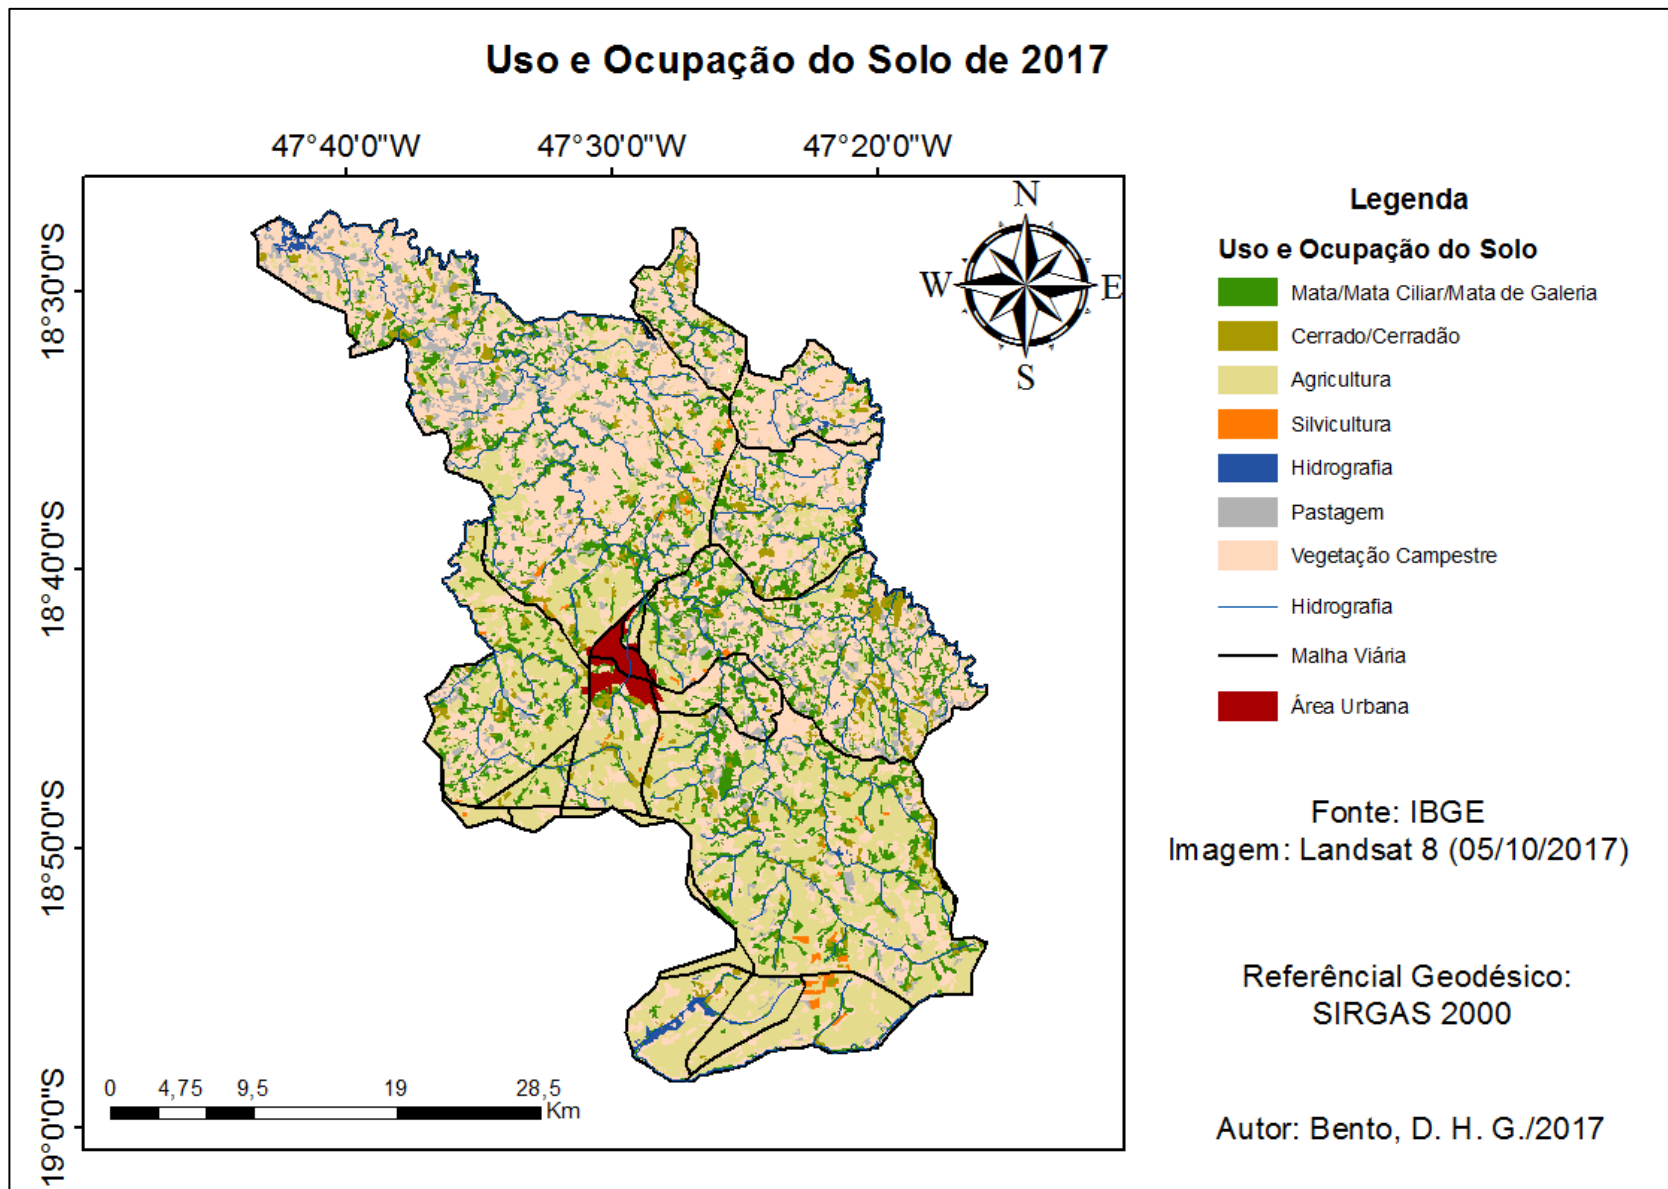 Uso e Ocupação do Solo de 2017
47°40'0"W 47°30'0"W 47°20'0"W
18°30'0"S
18°40'0"S
18°50'0"S
19°0'0"S
N
W E
S
Legenda
Uso e Ocupação do Solo
Mata/Mata Ciliar/Mata de Galeria
Cerrado/Cerradão
Agricultura
Silvicultura
Hidrografia
Pastagem
Vegetação Campestre
Hidrografia
Malha Viária
Área Urbana
Fonte: IBGE
Imagem: Landsat 8 (05/10/2017)
Referêncial Geodésico:
SIRGAS 2000
Autor: Bento, D. H. G./2017
0 4,75 9,5 19 28,5
Km